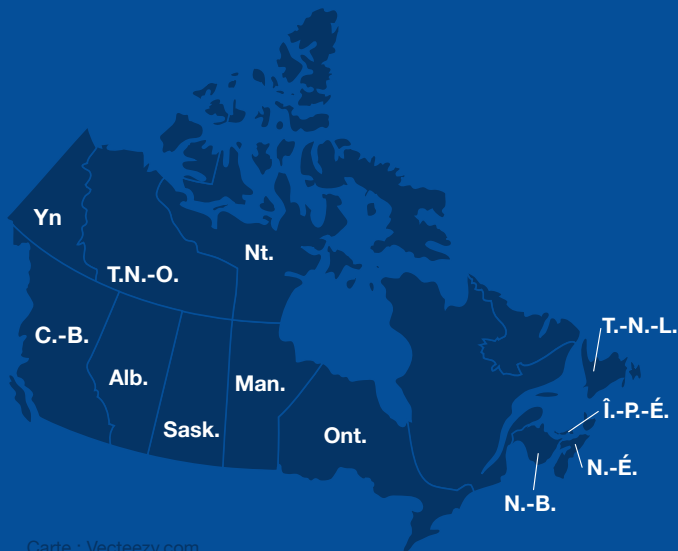 Yn
Nt.
T.N.-O.
T.-N.-L.
C.-B.
Alb.
Man.
Î.-P.-É.
Sask.
Ont.
N.-É.
N.-B.
Carte : Vecteezy.com